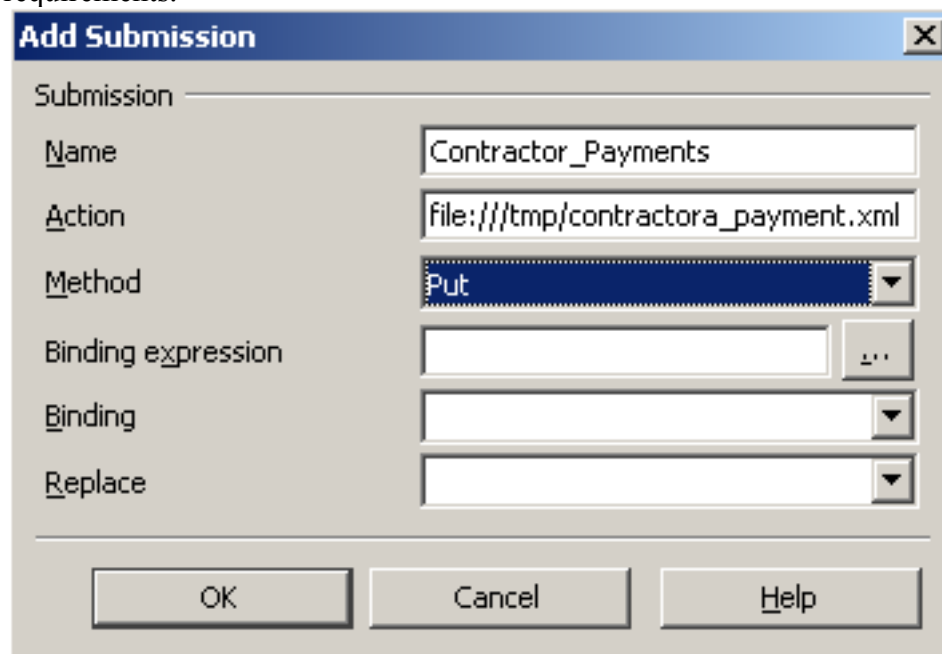 requirements.
Add Submission
Submission
Name Contractor_Payments
Action file:///tmp/contractora_payment.xml
Method Put
Binding expression ...
Binding
Replace
OK Cancel Help